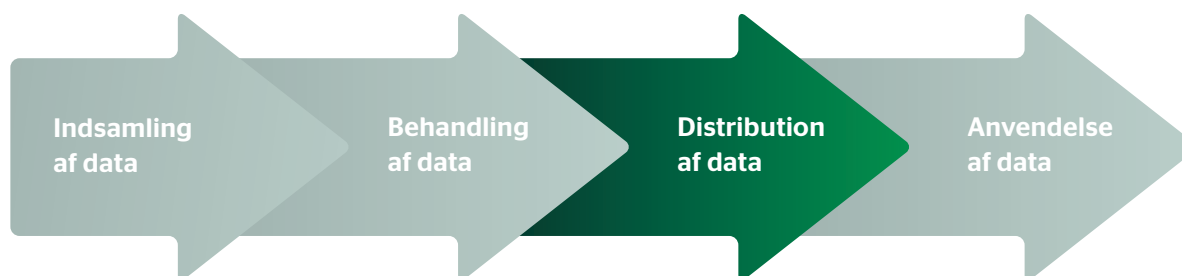 Indsamling
af data
Behandling
af data
Distribution
af data
Anvendelse
af data